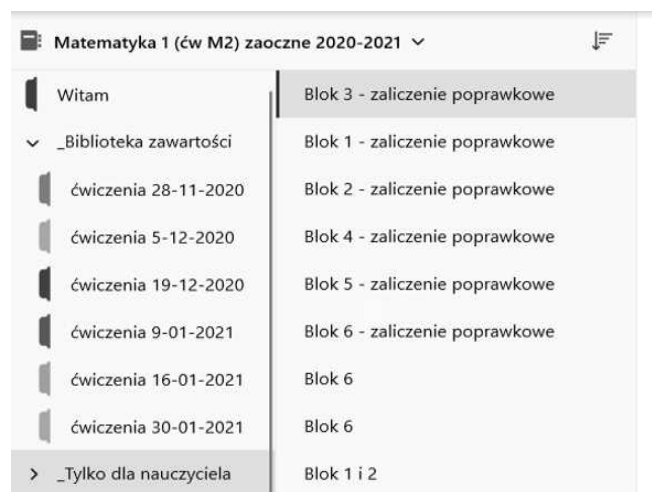 Matematyka 1 (ćw M2) zaoczne 2020-2021
Witam
_Biblioteka zawartości
ćwiczenia 28-11-2020
ćwiczenia 5-12-2020
ćwiczenia 19-12-2020
ćwiczenia 9-01-2021
ćwiczenia 16-01-2021
ćwiczenia 30-01-2021
_Tylko dla nauczyciela
Blok 3 - zaliczenie poprawkowe
Blok 1 - zaliczenie poprawkowe
Blok 2 - zaliczenie poprawkowe
Blok 4 - zaliczenie poprawkowe
Blok 5 - zaliczenie poprawkowe
Blok 6 - zaliczenie poprawkowe
Blok 6
Blok 6
Blok 1 i 2